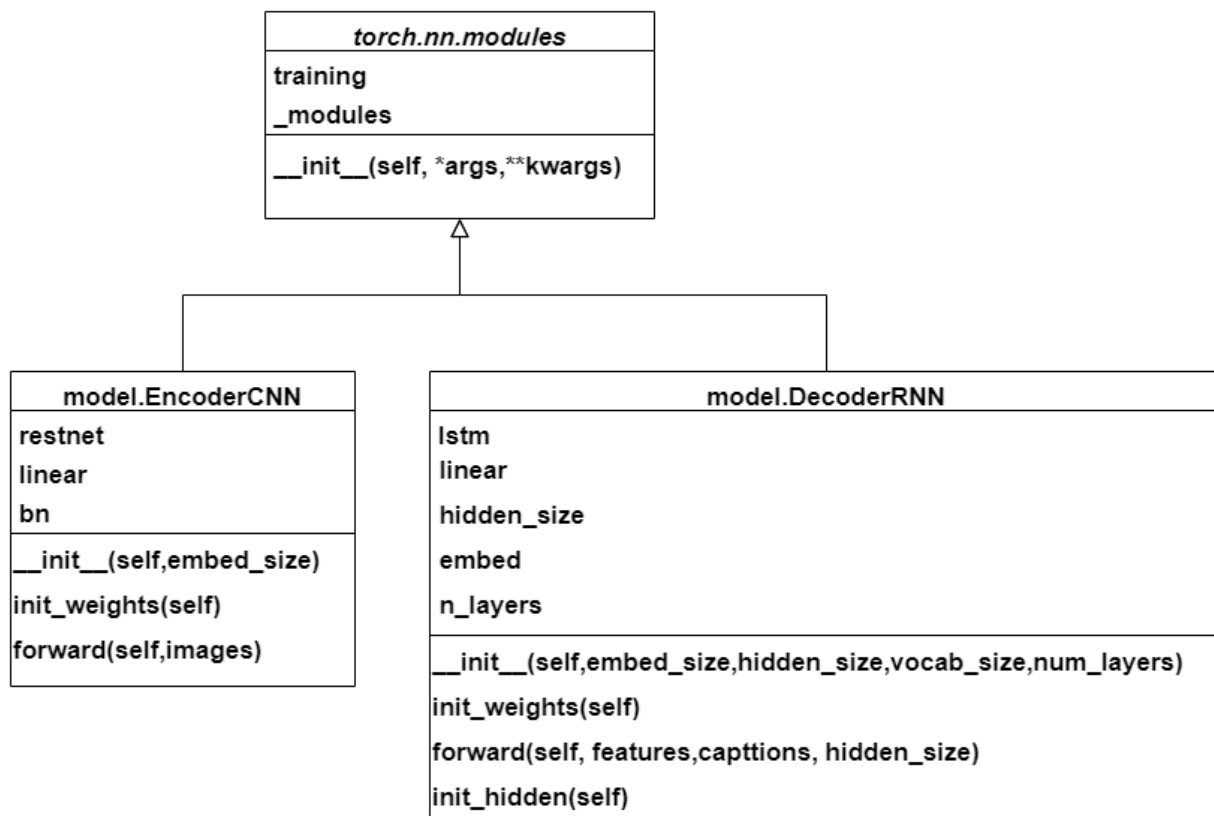 torch.nn.modules
training
_modules
__init__(self, *args,**kwargs)
model.EncoderCNN
restnet
linear
bn
__init__(self,embed_size)
init_weights(self)
forward(self,images)
model.DecoderRNN
lstm
linear
hidden_size
embed
n_layers
__init__(self,embed_size,hidden_size,vocab_size,num_layers)
init_weights(self)
forward(self, features,capttions, hidden_size)
init_hidden(self)